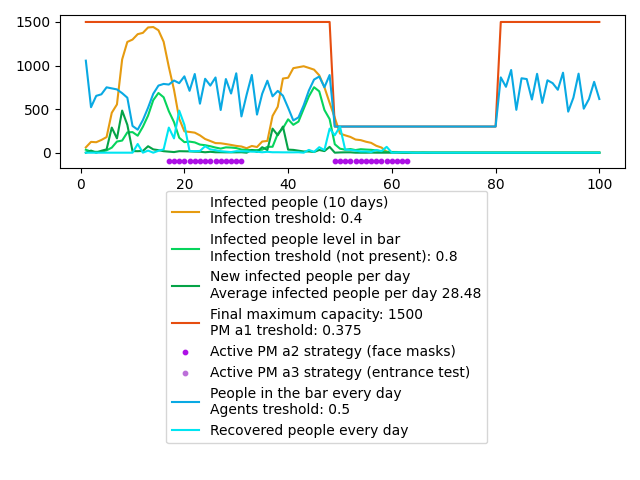 1500
1000
500
0
0 20 40 60 80 100
Infected people (10 days)
Infection treshold: 0.4
Infected people level in bar
Infection treshold (not present): 0.8
New infected people per day
Average infected people per day 28.48
Final maximum capacity: 1500
PM a1 treshold: 0.375
Active PM a2 strategy (face masks)
Active PM a3 strategy (entrance test)
People in the bar every day
Agents treshold: 0.5
Recovered people every day